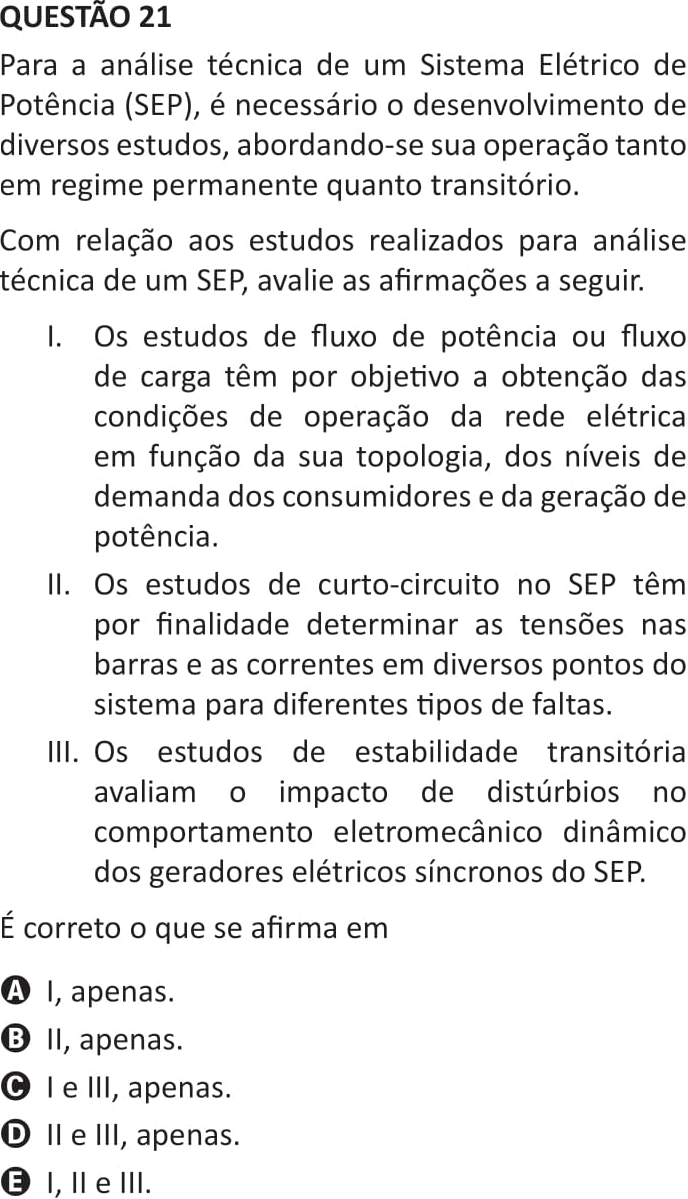 QUESTÃO 21
Para a análise técnica de um Sistema Elétrico de
Potência (SEP), é necessário o desenvolvimento de
diversos estudos, abordando-se sua operação tanto
em regime permanente quanto transitório.
Com relação aos estudos realizados para análise
técnica de um SEP, avalie as afirmações a seguir.
I. Os estudos de fluxo de potência ou fluxo
de carga têm por objetivo a obtenção das
condições de operação da rede elétrica
em função da sua topologia, dos níveis de
demanda dos consumidores e da geração de
potência.
II. Os estudos de curto-circuito no SEP têm
por finalidade determinar as tensões nas
barras e as correntes em diversos pontos do
sistema para diferentes tipos de faltas.
III. Os estudos de estabilidade transitória
avaliam o impacto de distúrbios no
comportamento eletromecânico dinâmico
dos geradores elétricos síncronos do SEP.
É correto o que se afirma em
A I, apenas.
B II, apenas.
C I e III, apenas.
D II e III, apenas.
E I, II e III.